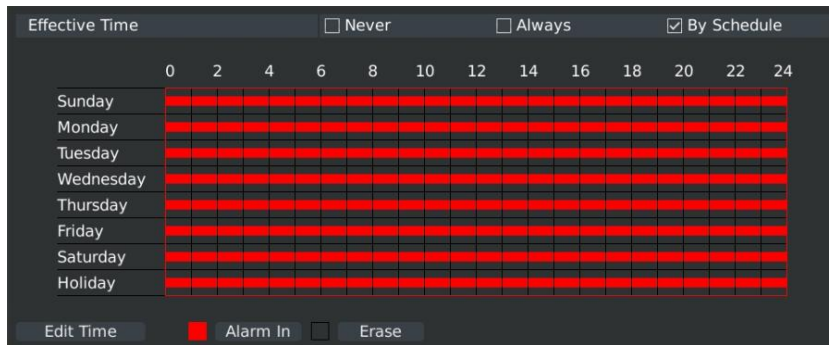 Effective Time Never Always By Schedule
0 2 4 6 8 10 12 14 16 18 20 22 24
Sunday
Monday
Tuesday
Wednesday
Thursday
Friday
Saturday
Holiday
Edit Time Alarm In Erase